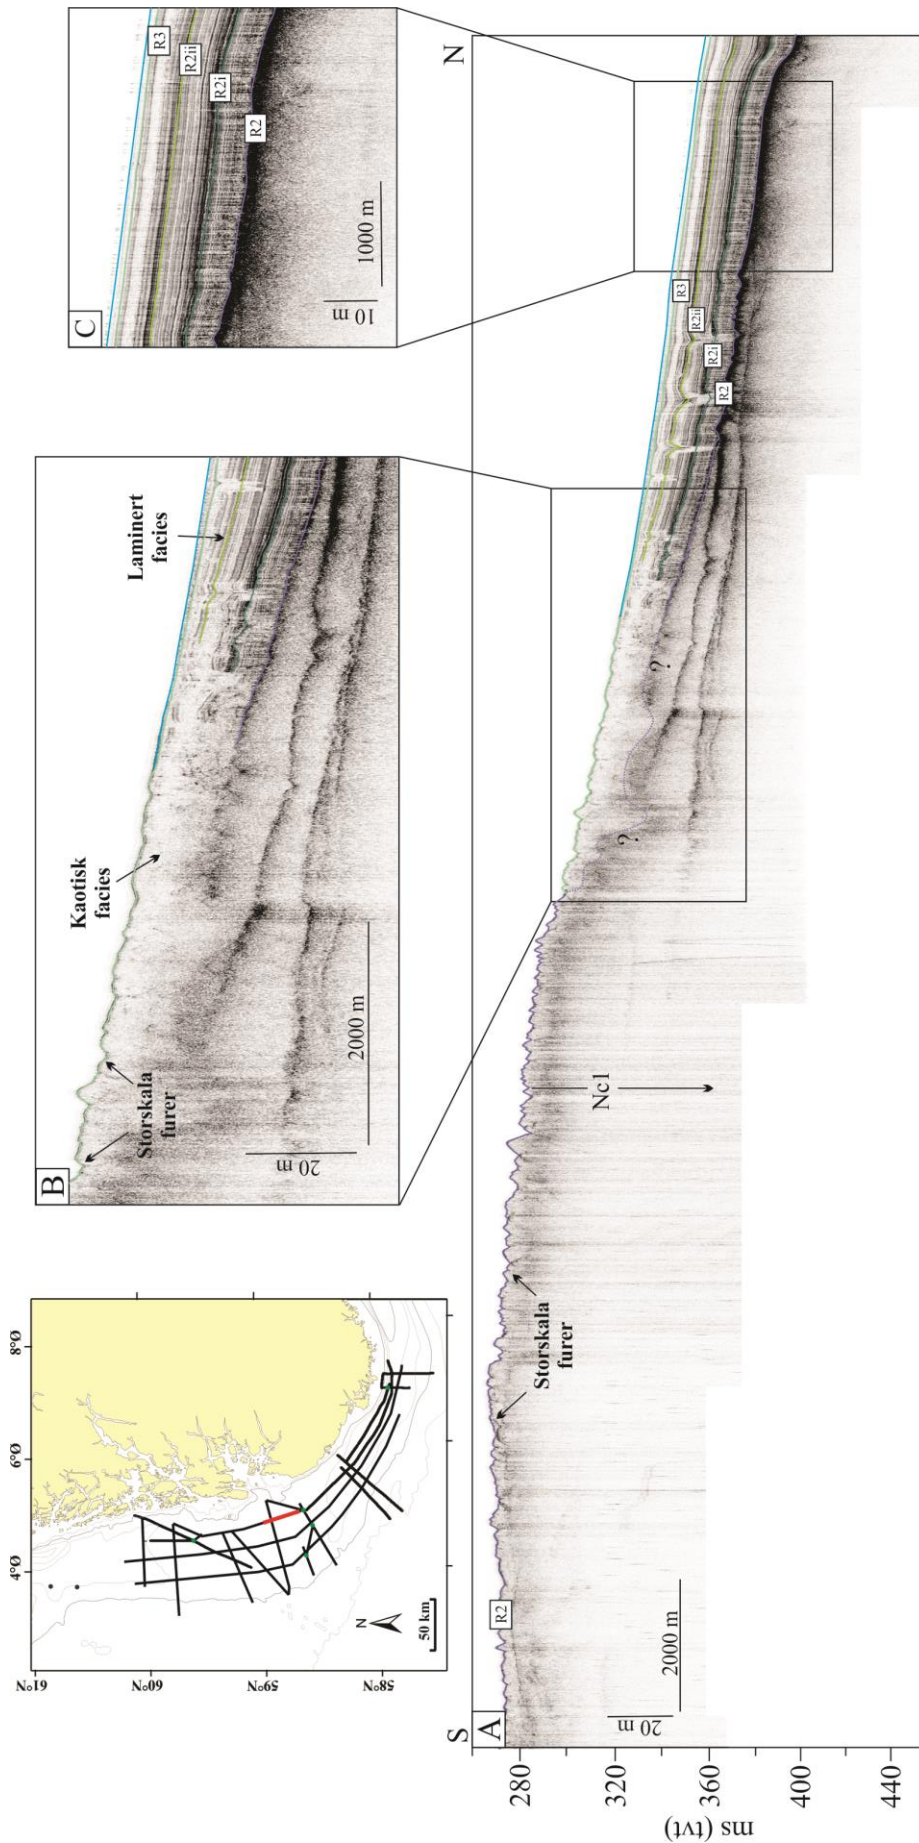 4°Ø
6°Ø
8°Ø
61°N
60°N
59°N
58°N
N
50 km
B
Storskala
furer
Kaotisk
facies
Laminert
facies
20 m
2000 m
C
R3
R2ii
R2i
R2
10 m
1000 m
S
N
A
R2
Storskala
furer
Nc1
?
?
R3
R2ii
R2i
R2
20 m
2000 m
ms (tvt)
280
320
360
400
440